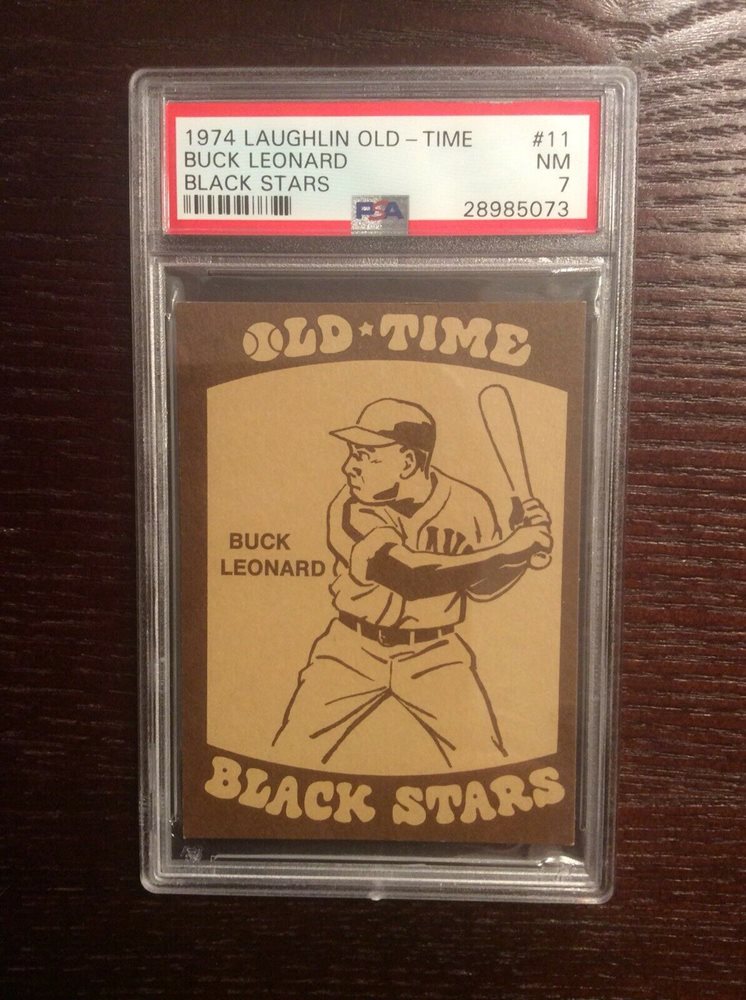 1974 LAUGHLIN OLD-TIME #11
BUCK LEONARD NM
BLACK STARS 7
PSA 28985073
OLD★TIME
BUCK
LEONARD
BLACK STARS